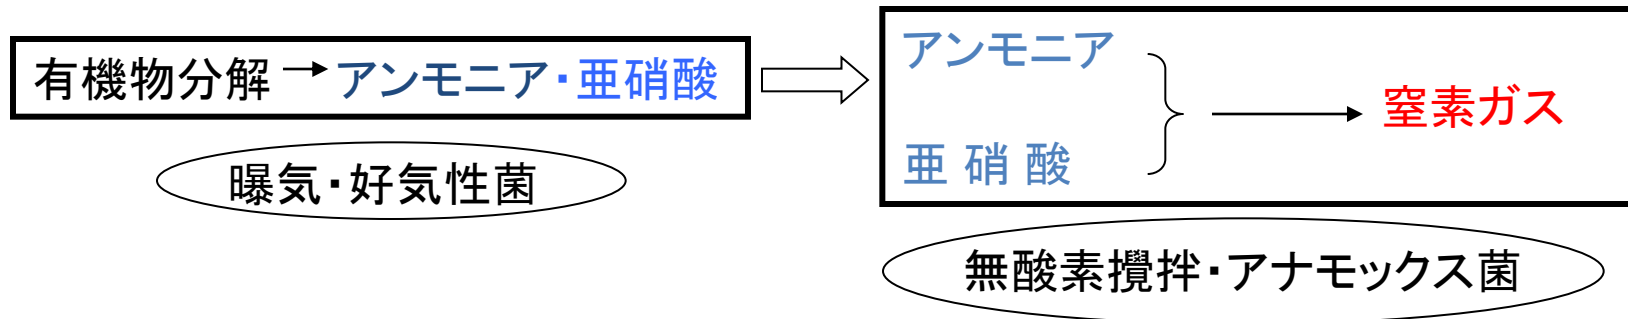 有機物分解→アンモニア・亜硝酸
曝気・好気性菌
アンモニア
亜 硝 酸
窒素ガス
無酸素攪拌・アナモックス菌